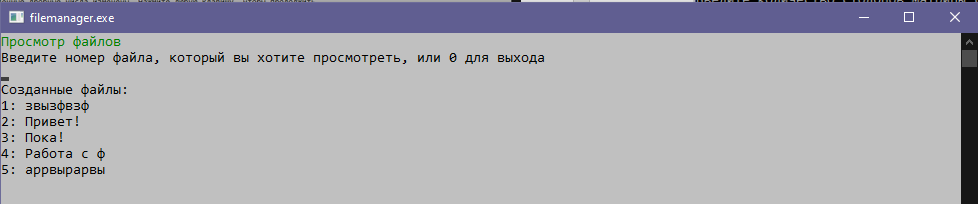 filemanager.exe
Просмотр файлов
Введите номер файла, который вы хотите просмотреть, или 0 для выхода
Созданные файлы:
1: звызфвзф
2: Привет!
3: Пока!
4: Работа с ф
5: аррвырарвы